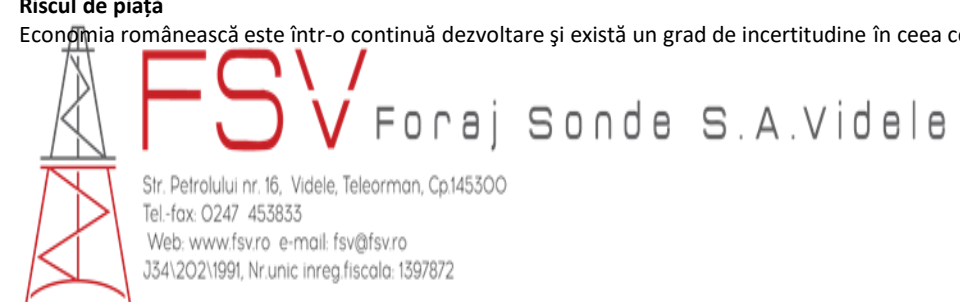 Riscul de piață
Economia românească este într-o continuă dezvoltare şi există un grad de incertitudine în ceea
FSV Foraj Sonde S.A.Videle
Str. Petrolului nr. 16, Videle, Teleorman, Cp.145300
Tel.-fax: 0247 453833
Web: www.fsv.ro e-mail: fsv@fsv.ro
J34\202\1991, Nr.unic inreg.fiscala: 1397872